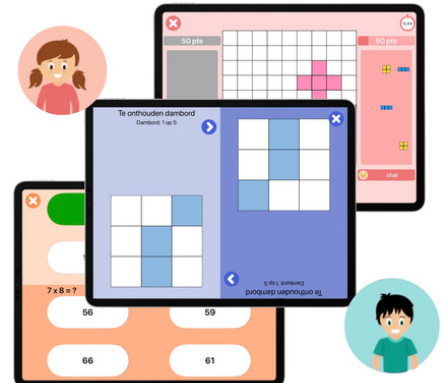 50 pts
50 pts
Te onthouden dambord
Dambord: 1 op 5
Te onthouden dambord
Dambord: 1 op 5
chat
7 x 8 = ?
56
59
66
61